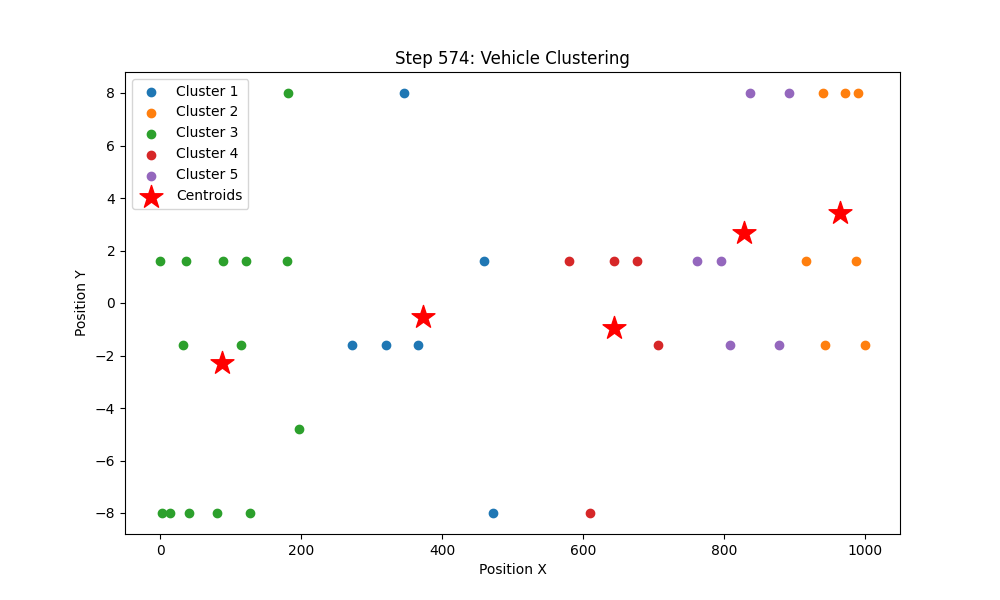 Step 574: Vehicle Clustering
Cluster 1
Cluster 2
Cluster 3
Cluster 4
Cluster 5
Centroids
Position Y
8
6
4
2
0
−2
−4
−6
−8
0 200 400 600 800 1000
Position X